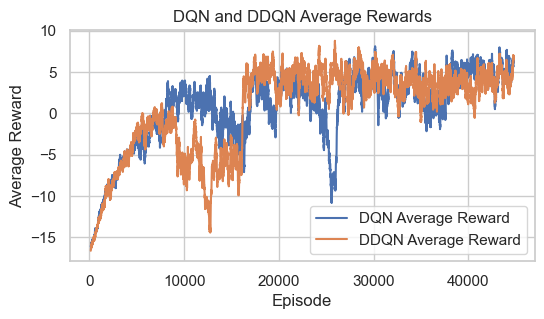 DQN and DDQN Average Rewards
10
5
0
−5
−10
−15
Average Reward
0 10000 20000 30000 40000
Episode
DQN Average Reward
DDQN Average Reward